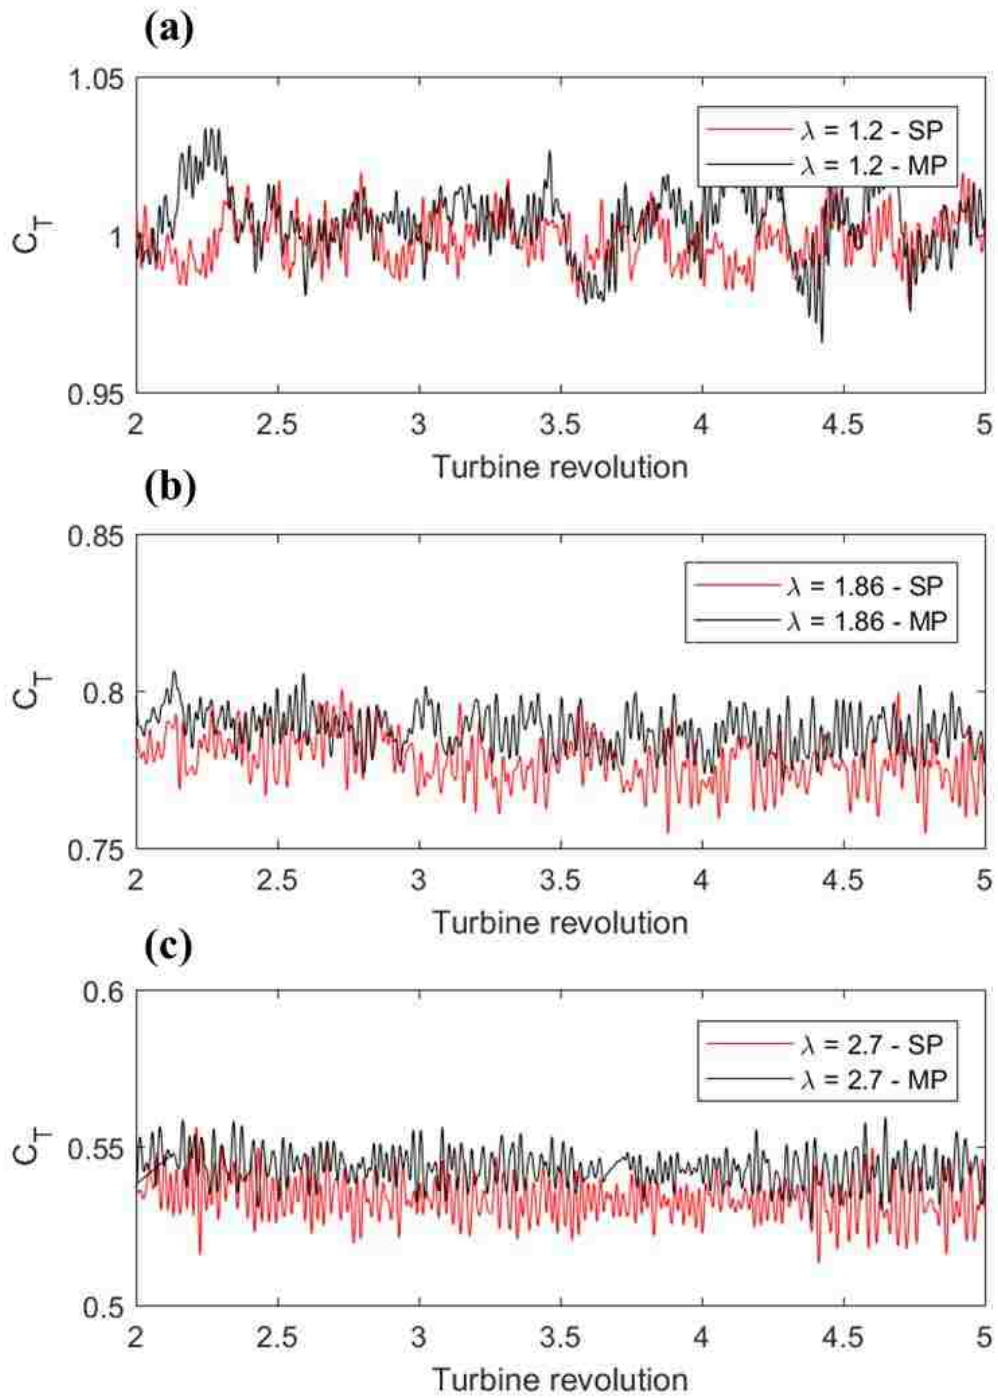 (a)
1.05
λ = 1.2 - SP
λ = 1.2 - MP
1
C_T
0.95
2 2.5 3 3.5 4 4.5 5
Turbine revolution
(b)
0.85
λ = 1.86 - SP
λ = 1.86 - MP
0.8
C_T
0.75
2 2.5 3 3.5 4 4.5 5
Turbine revolution
(c)
0.6
λ = 2.7 - SP
λ = 2.7 - MP
0.55
C_T
0.5
2 2.5 3 3.5 4 4.5 5
Turbine revolution